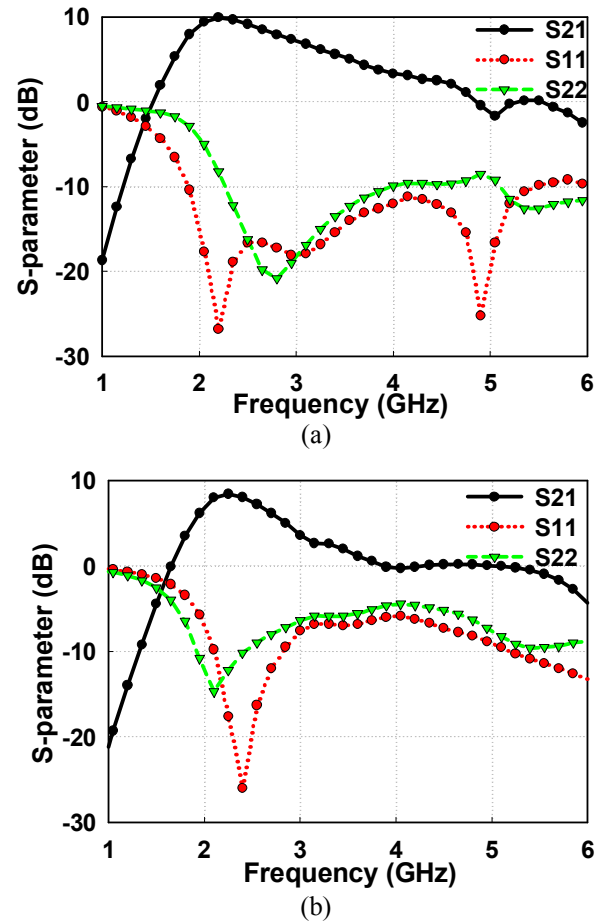 10
0
-10
-20
-30
S-parameter (dB)
S21
S11
S22
1 2 3 4 5 6
Frequency (GHz)
(a)
10
0
-10
-20
-30
S-parameter (dB)
S21
S11
S22
1 2 3 4 5 6
Frequency (GHz)
(b)